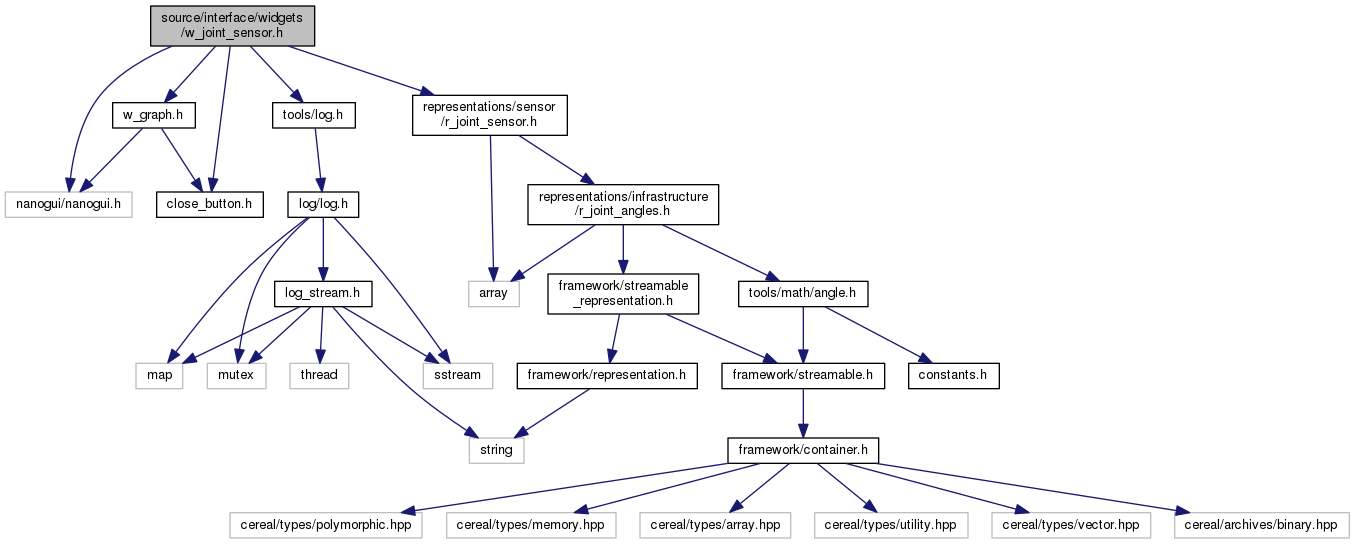 source/interface/widgets
/w_joint_sensor.h
w_graph.h
tools/log.h
representations/sensor
/r_joint_sensor.h
nanogui/nanogui.h
close_button.h
log/log.h
representations/infrastructure
/r_joint_angles.h
log_stream.h
array
framework/streamable
_representation.h
tools/math/angle.h
map
mutex
thread
sstream
framework/representation.h
framework/streamable.h
constants.h
string
framework/container.h
cereal/types/polymorphic.hpp
cereal/types/memory.hpp
cereal/types/array.hpp
cereal/types/utility.hpp
cereal/types/vector.hpp
cereal/archives/binary.hpp